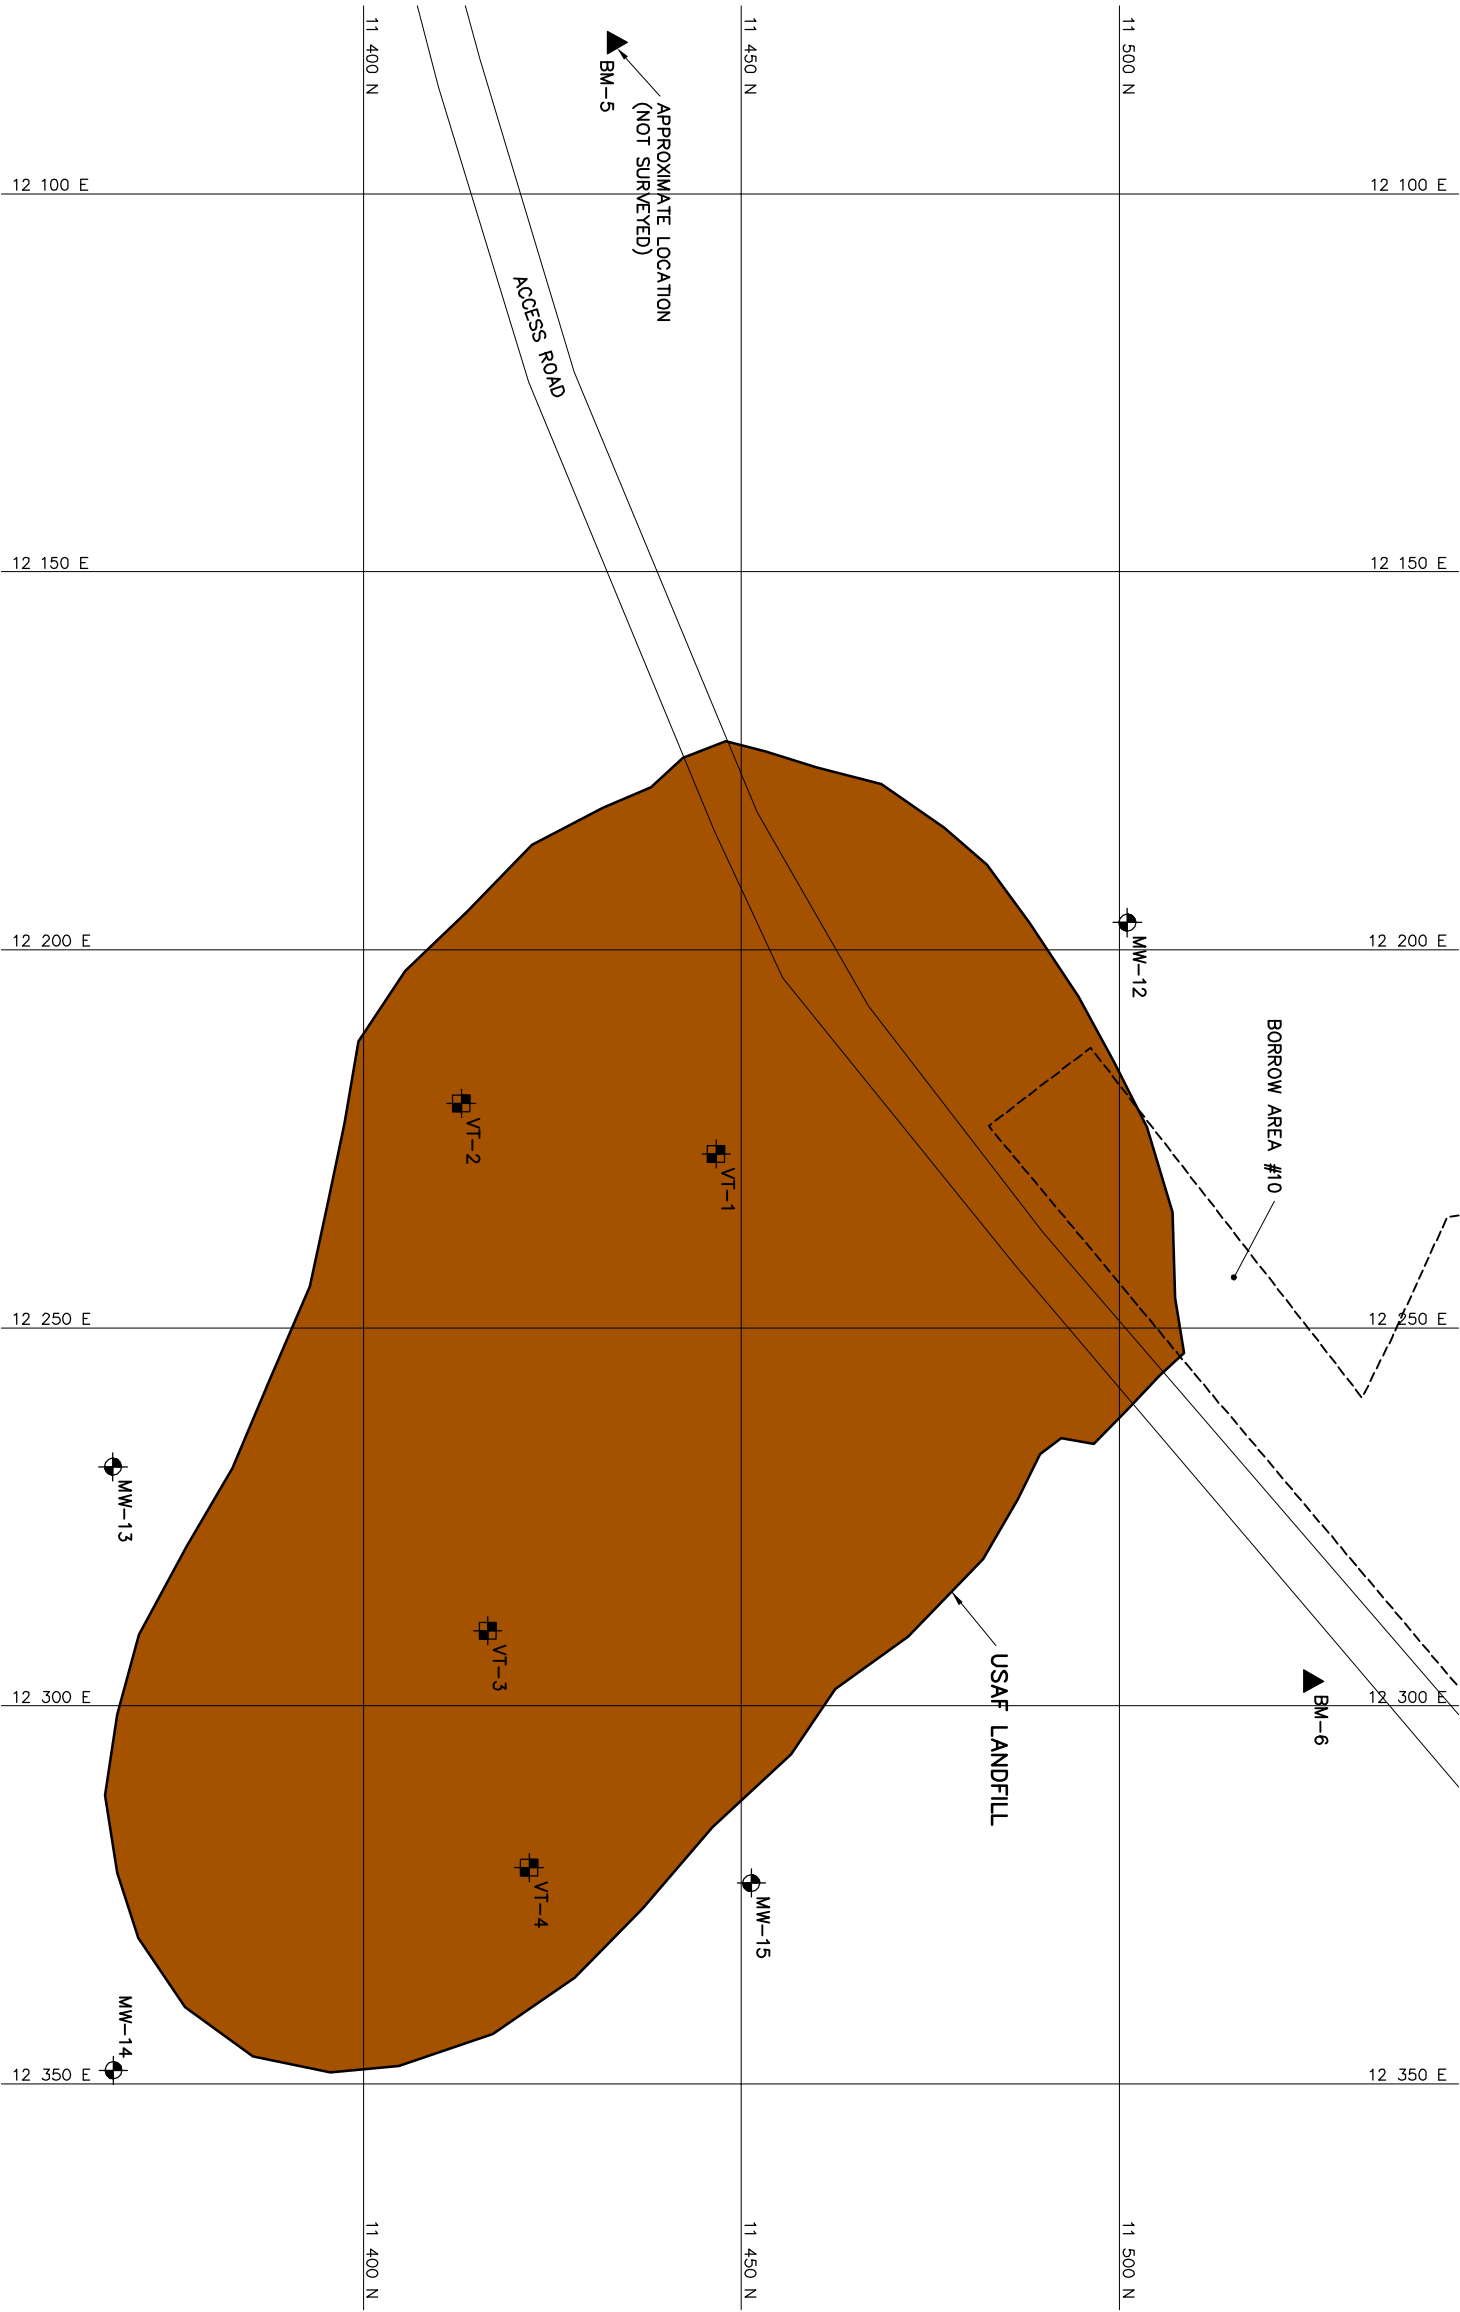 11 400 N
11 450 N
11 500 N
BM-5
APPROXIMATE LOCATION
(NOT SURVEYED)
12 100 E
12 100 E
ACCESS ROAD
12 150 E
12 150 E
MW-12
12 200 E
12 200 E
BORROW AREA #10
VT-2
VT-1
12 250 E
12 250 E
MW-13
VT-3
USAF LANDFILL
BM-6
12 300 E
12 300 E
VT-4
MW-15
MW-14
12 350 E
12 350 E
11 400 N
11 450 N
11 500 N